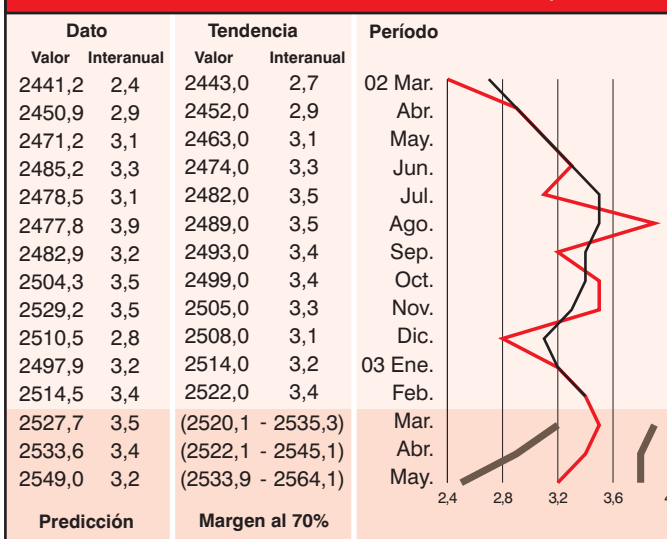 Dato Tendencia Período
Valor Interanual Valor Interanual
2441,2 2,4 2443,0 2,7 02 Mar.
2450,9 2,9 2452,0 2,9 Abr.
2471,2 3,1 2463,0 3,1 May.
2485,2 3,3 2474,0 3,3 Jun.
2478,5 3,1 2482,0 3,5 Jul.
2477,8 3,9 2489,0 3,5 Ago.
2482,9 3,2 2493,0 3,4 Sep.
2504,3 3,5 2499,0 3,4 Oct.
2529,2 3,5 2505,0 3,3 Nov.
2510,5 2,8 2508,0 3,1 Dic.
2497,9 3,2 2514,0 3,2 03 Ene.
2514,5 3,4 2522,0 3,4 Feb.
2527,7 3,5 (2520,1 - 2535,3) Mar.
2533,6 3,4 (2522,1 - 2545,1) Abr.
2549,0 3,2 (2533,9 - 2564,1) May.
2,4 2,8 3,2 3,6
Predicción Margen al 70%